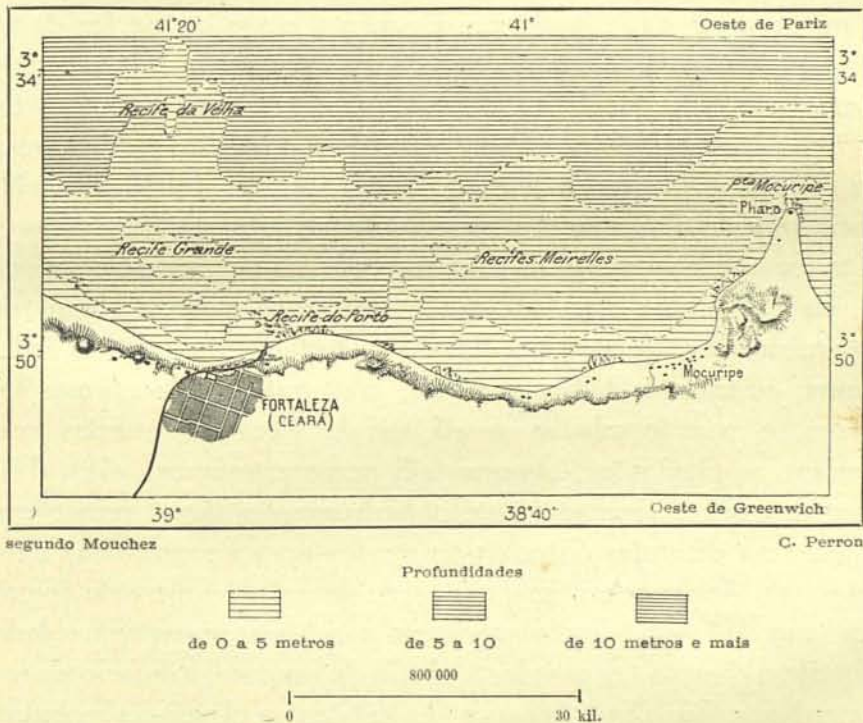 41°20' 41° Oeste de Pariz
3° 34' 3° 34
Recife da Velha
Pta Mocuripe
Pharo
Recife Grande
Recifes Meirelles
Recife do Porto
3° 50 3° 50
Mocuripe
FORTALEZA
(CEARÁ)
39° 38°40' Oeste de Greenwich
segundo Mouchez C. Perron
Profundidades
de 0 a 5 metros de 5 a 10 de 10 metros e mais
800 000
0 30 kil.